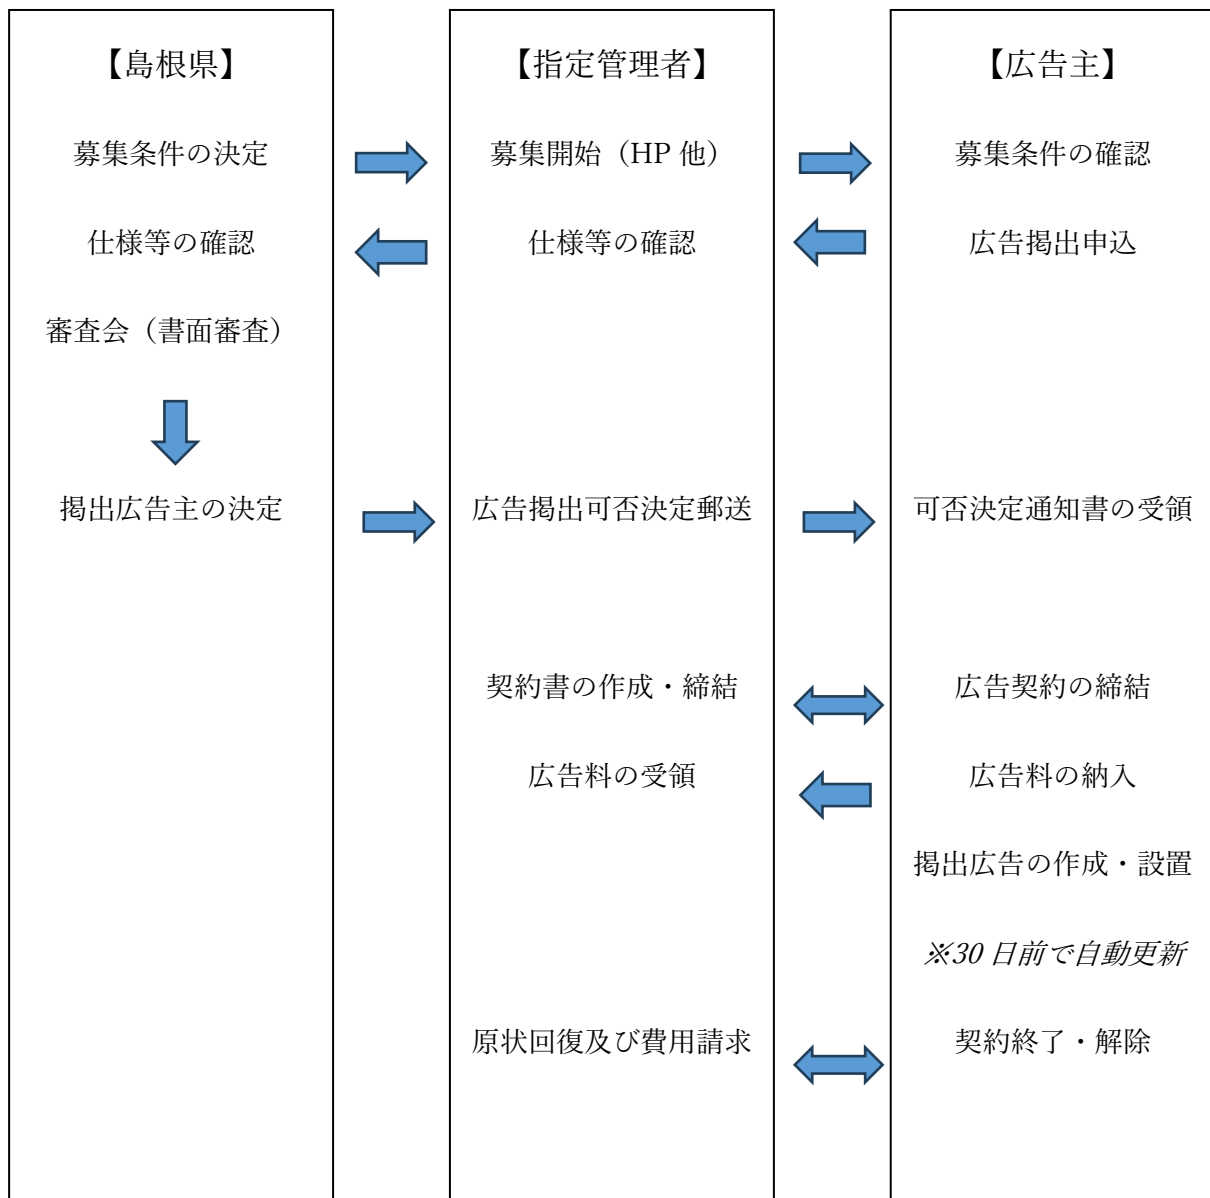 【島根県】
募集条件の決定
仕様等の確認
審査会（書面審査）
掲出広告主の決定
【指定管理者】
募集開始（HP 他）
仕様等の確認
広告掲出可否決定郵送
契約書の作成・締結
広告料の受領
原状回復及び費用請求
【広告主】
募集条件の確認
広告掲出申込
可否決定通知書の受領
広告契約の締結
広告料の納入
掲出広告の作成・設置
※30 日前で自動更新
契約終了・解除